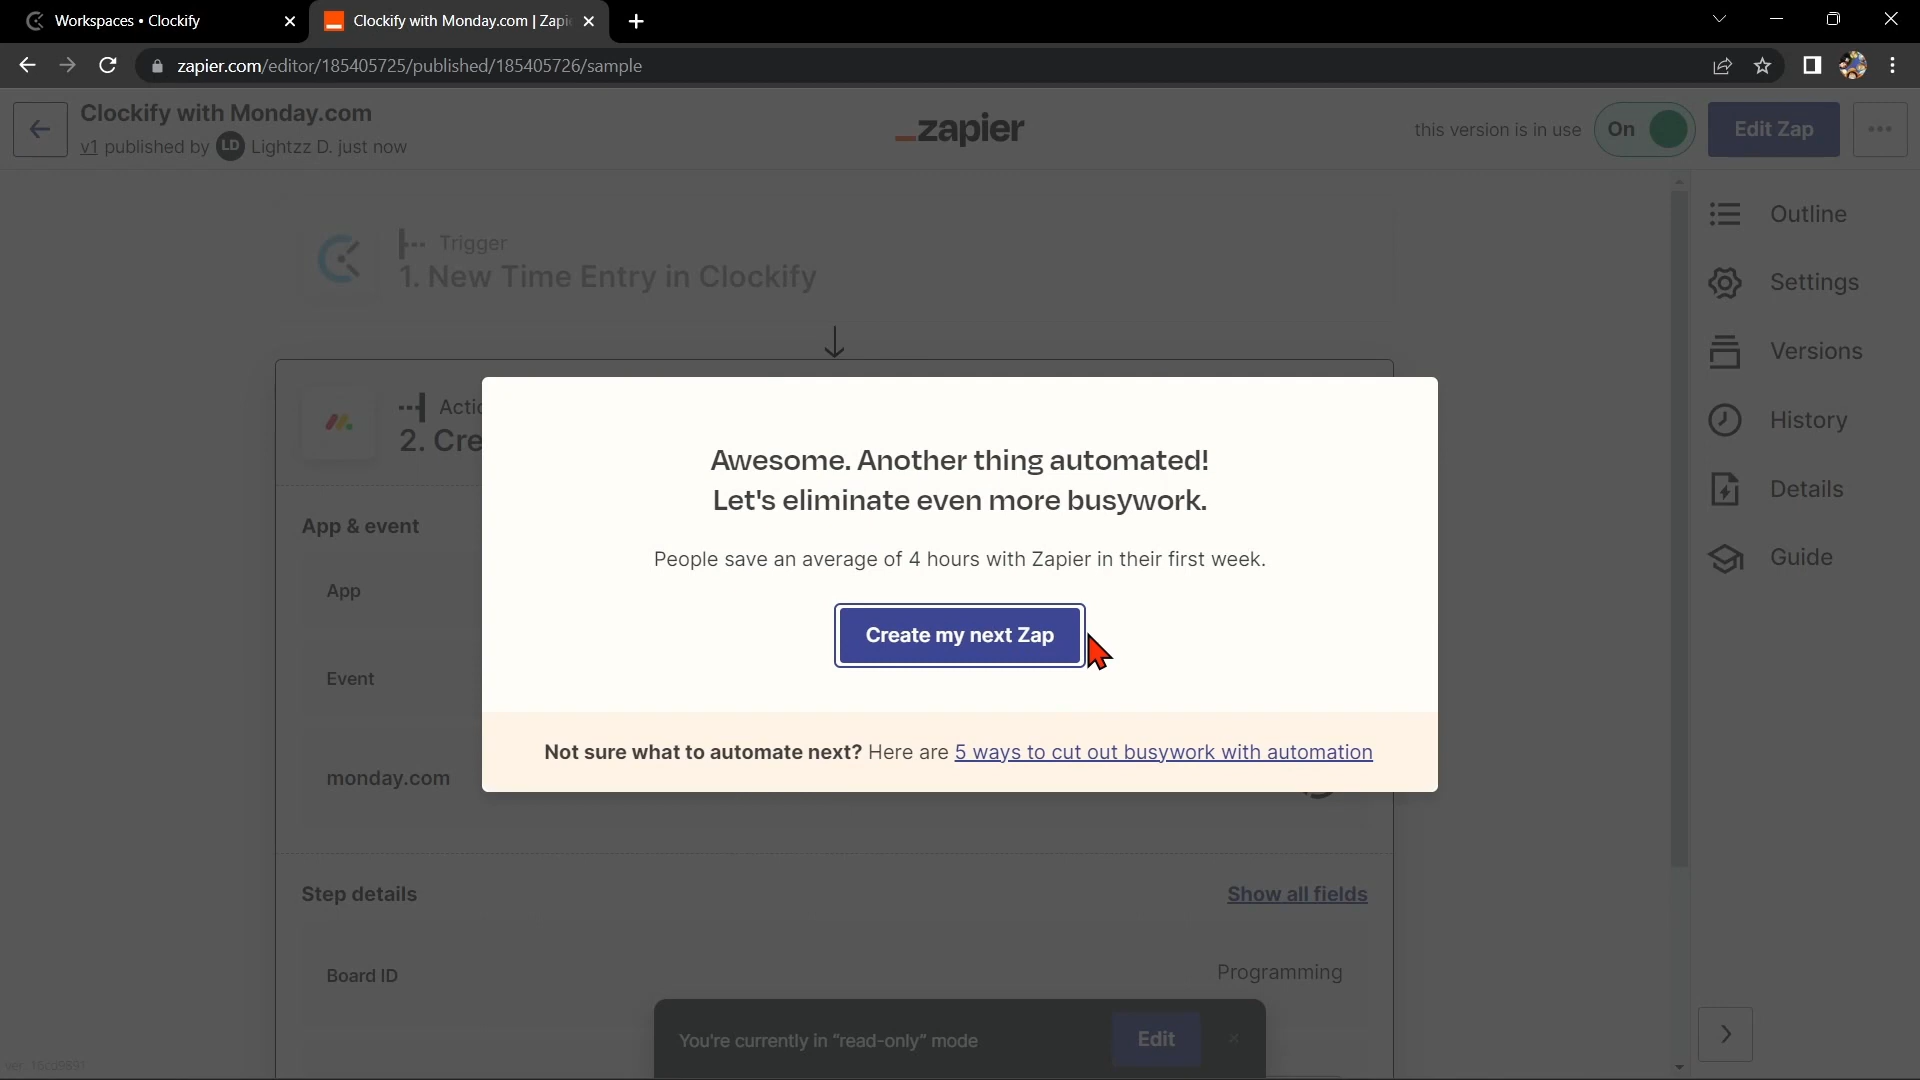 Workspaces • Clockify
Clockify with Monday.com | Zapi
zapier.com/editor/185405725/published/185405726/sample
Clockify with Monday.com
v1 published by LD Lightzz D. just now
_zapier
this version is in use
On
Edit Zap
Outline
Settings
Versions
History
Details
Guide
Trigger
1. New Time Entry in Clockify
Actio
2. Cre
App & event
App
Event
monday.com
Awesome. Another thing automated!
Let's eliminate even more busywork.
People save an average of 4 hours with Zapier in their first week.
Create my next Zap
Not sure what to automate next? Here are 5 ways to cut out busywork with automation
Step details
Show all fields
Board ID
Programming
You're currently in “read-only” mode
Edit